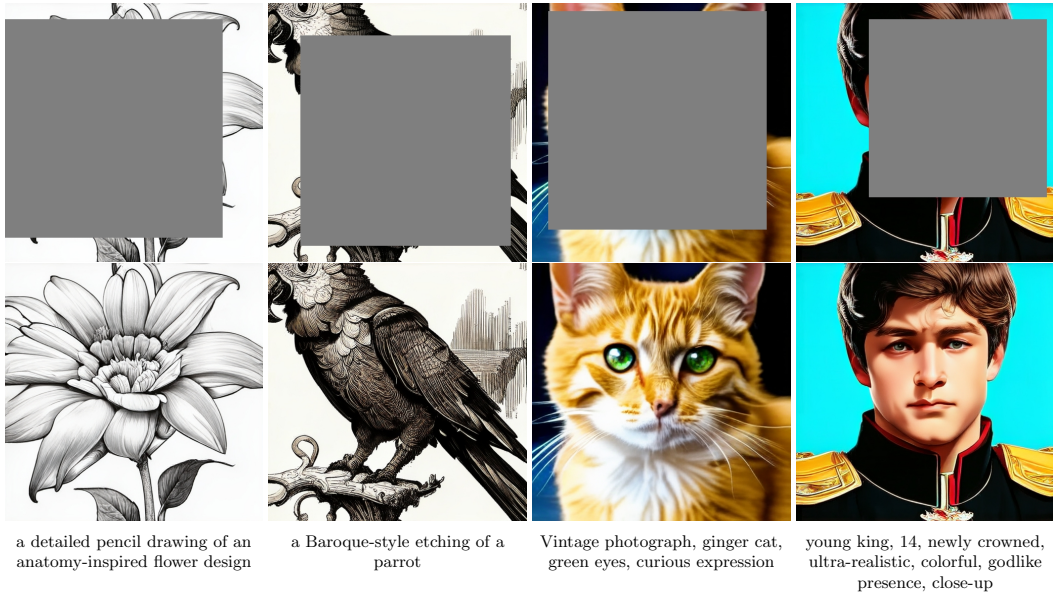 a detailed pencil drawing of an
anatomy-inspired flower design
a Baroque-style etching of a
parrot
Vintage photograph, ginger cat,
green eyes, curious expression
young king, 14, newly crowned,
ultra-realistic, colorful, godlike
presence, close-up